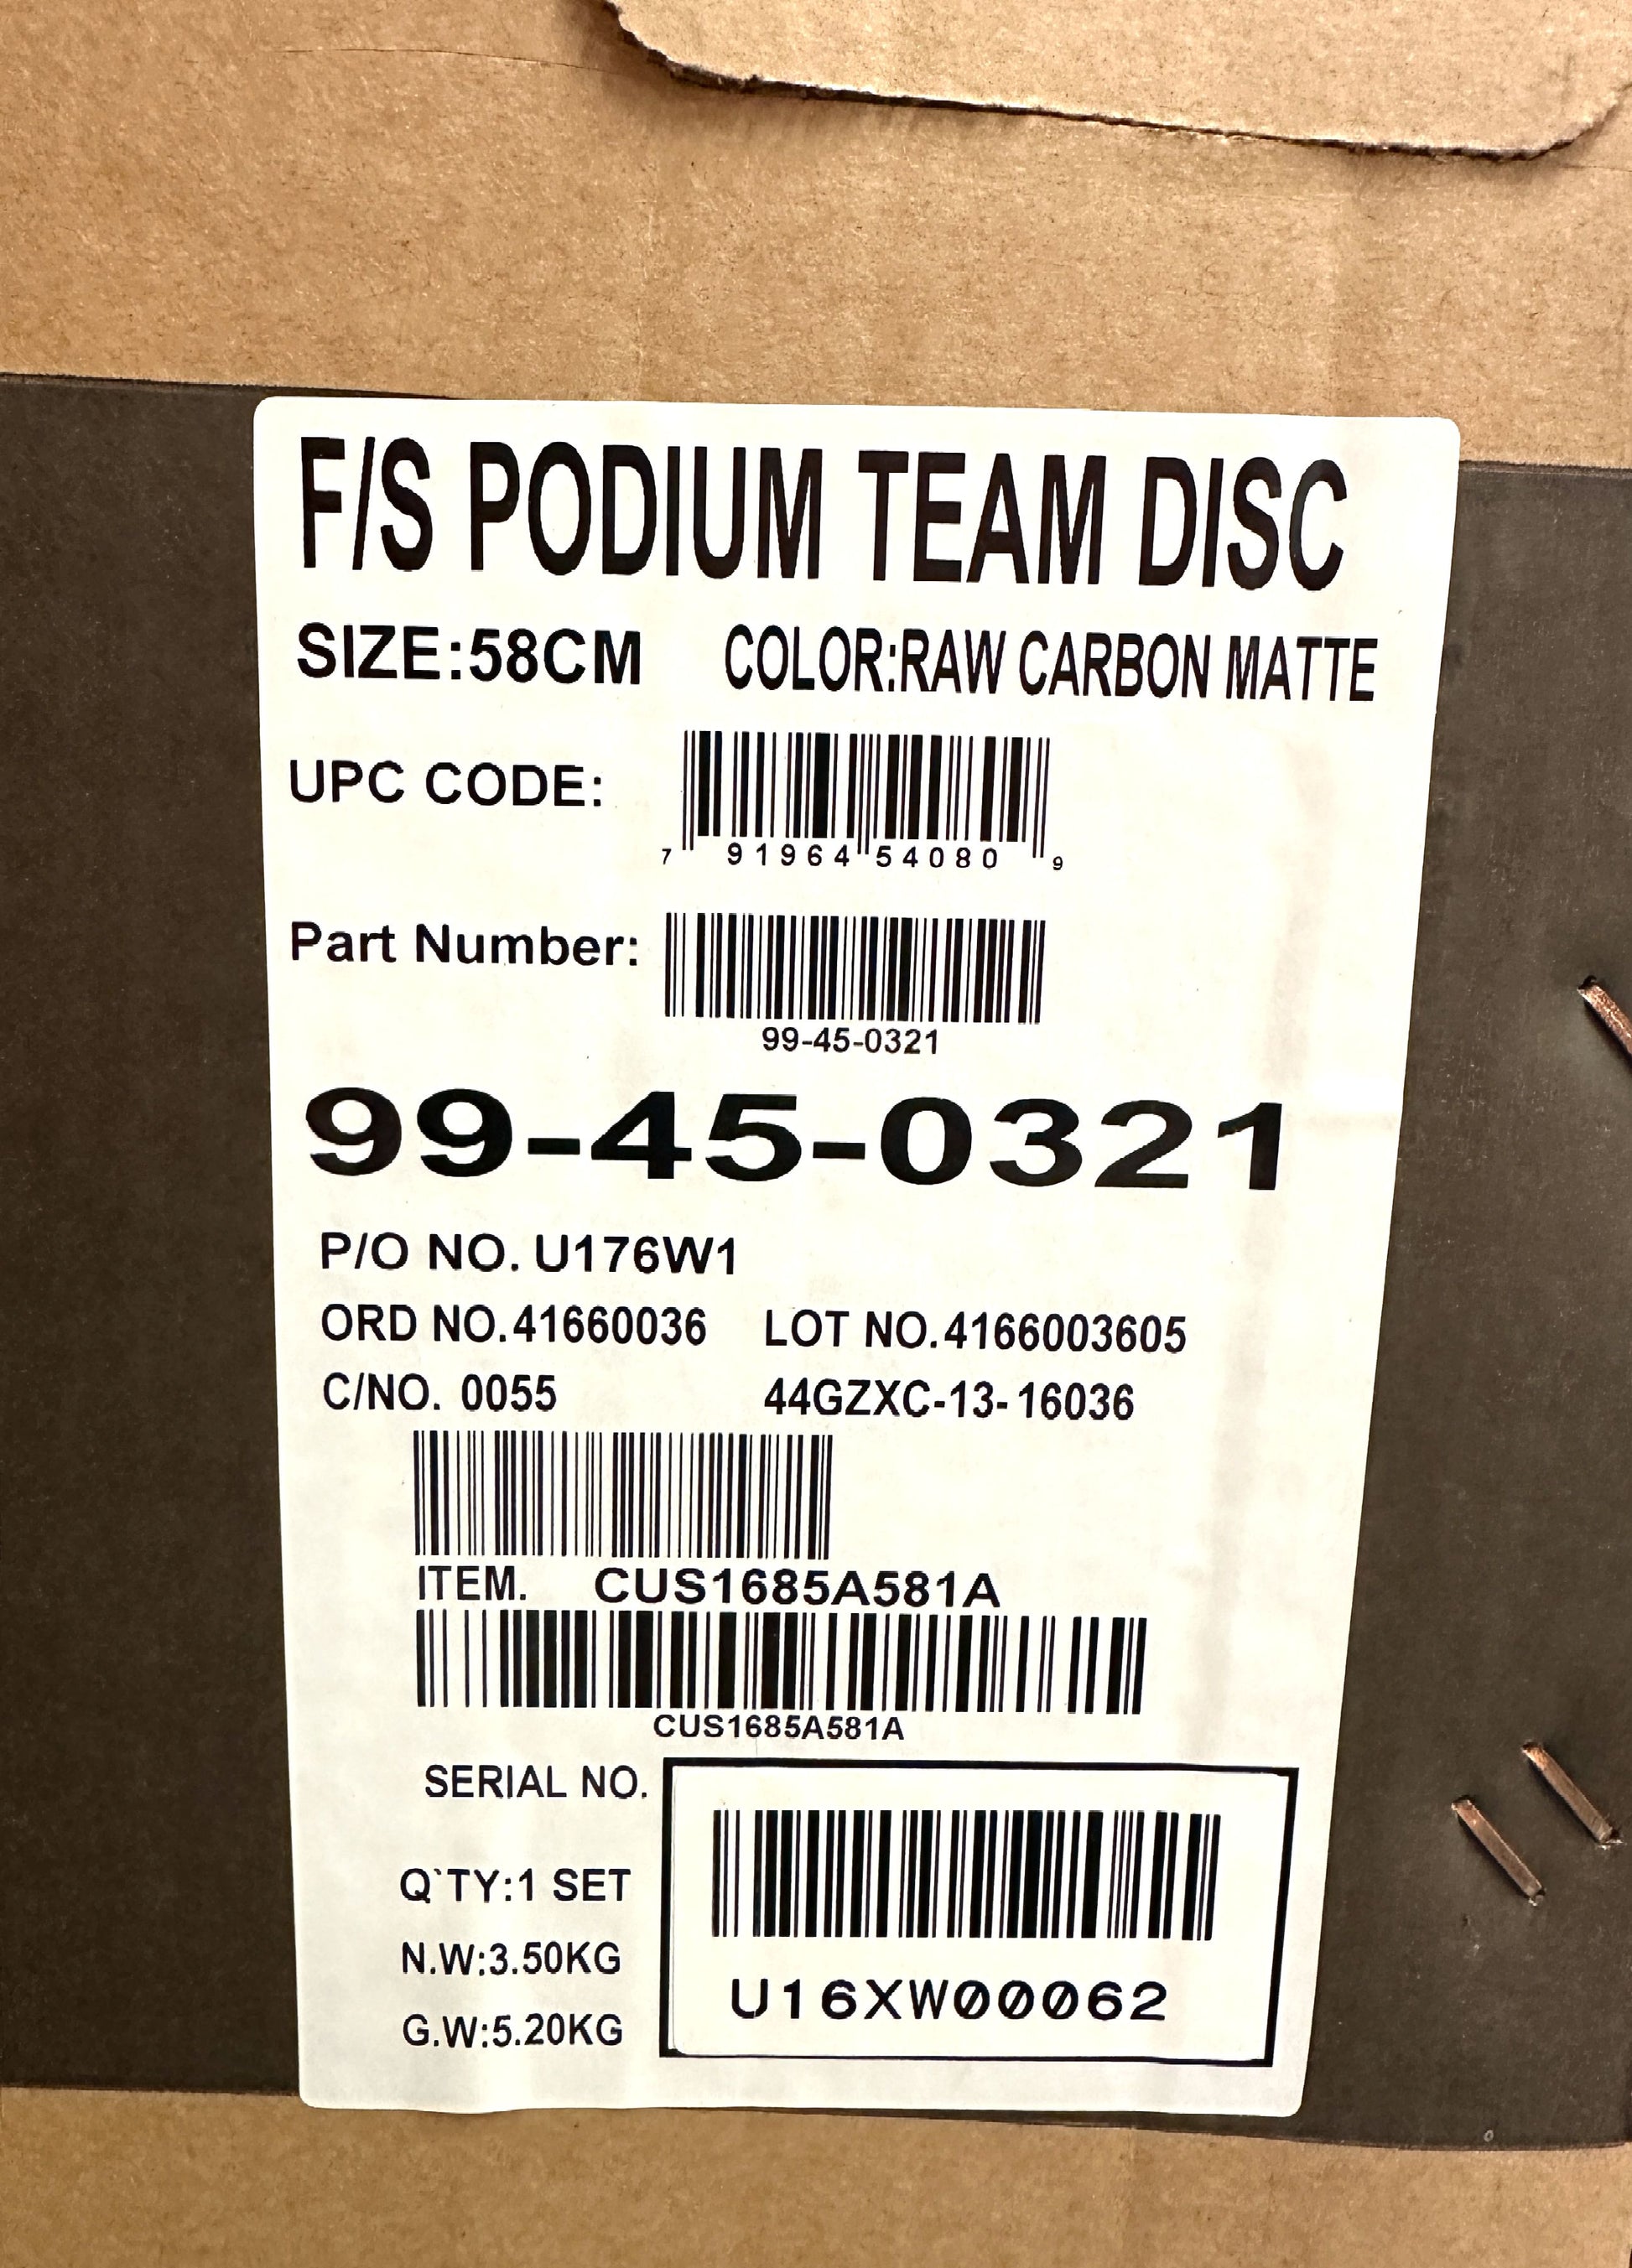 F/S PODIUM TEAM DISC
SIZE:58CM COLOR:RAW CARBON MATTE
UPC CODE:
7 91964 54080 9
Part Number:
99-45-0321
99-45-0321
P/O NO. U176W1
ORD NO.41660036 LOT NO.4166003605
C/NO. 0055 44GZXC-13-16036
ITEM. CUS1685A581A
CUS1685A581A
SERIAL NO.
Q`TY:1 SET
N.W:3.50KG
G.W:5.20KG
U16XW00062